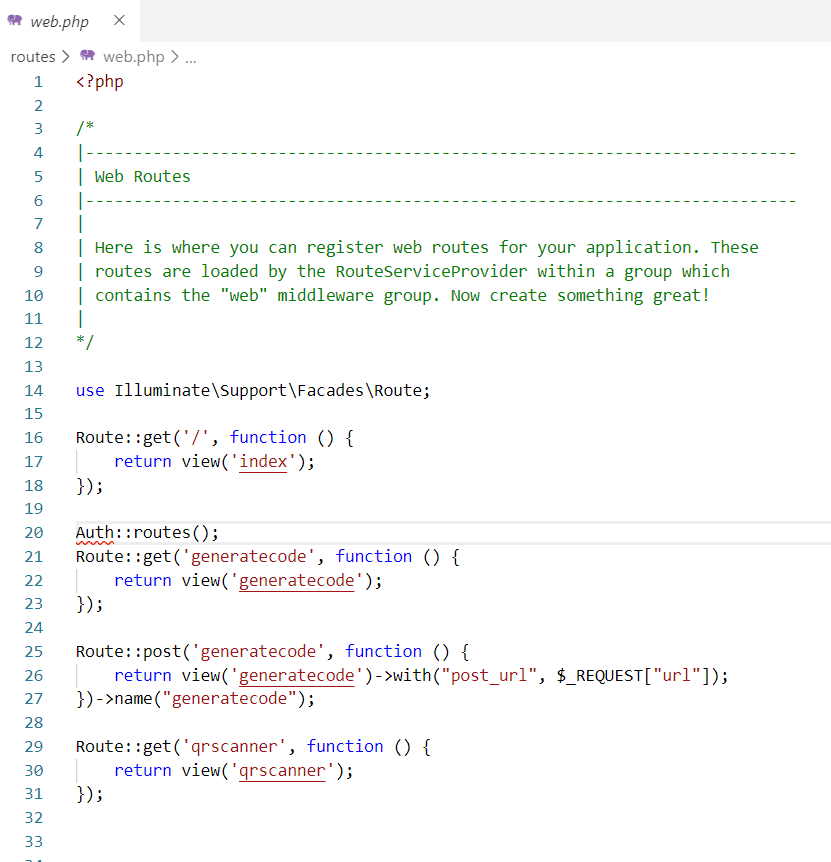 web.php ×
routes > web.php > ...
1 <?php
2
3 /*
4 |--------------------------------------------------------------------------
5 | Web Routes
6 |--------------------------------------------------------------------------
7 |
8 | Here is where you can register web routes for your application. These
9 | routes are loaded by the RouteServiceProvider within a group which
10 | contains the "web" middleware group. Now create something great!
11 |
12 */
13
14 use Illuminate\Support\Facades\Route;
15
16 Route::get('/', function () {
17     return view('index');
18 });
19
20 Auth::routes();
21 Route::get('generatecode', function () {
22     return view('generatecode');
23 });
24
25 Route::post('generatecode', function () {
26     return view('generatecode')->with("post_url", $_REQUEST["url"]);
27 })->name("generatecode");
28
29 Route::get('qrscanner', function () {
30     return view('qrscanner');
31 });
32
33